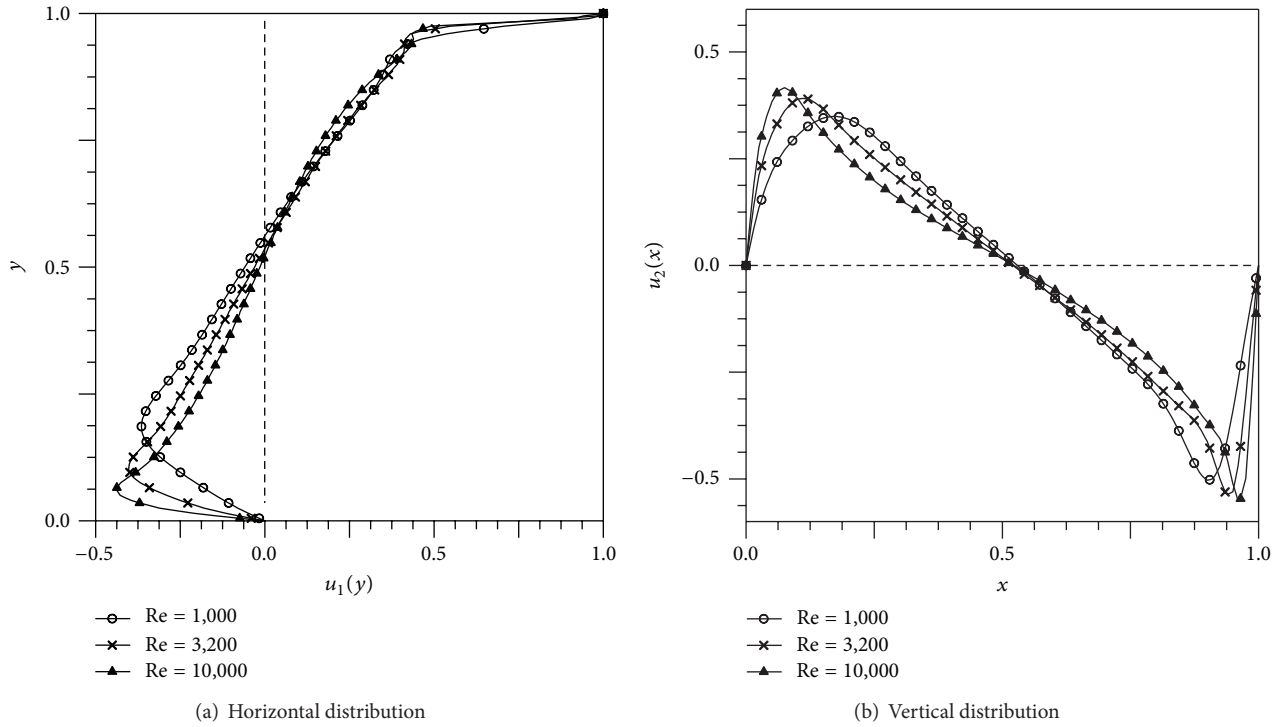 1.0
0.5
0.0
y
−0.5
0.0
0.5
1.0
u₁(y)
Re = 1,000
Re = 3,200
Re = 10,000
(a) Horizontal distribution
0.5
0.0
−0.5
u₂(x)
0.0
0.5
1.0
x
Re = 1,000
Re = 3,200
Re = 10,000
(b) Vertical distribution